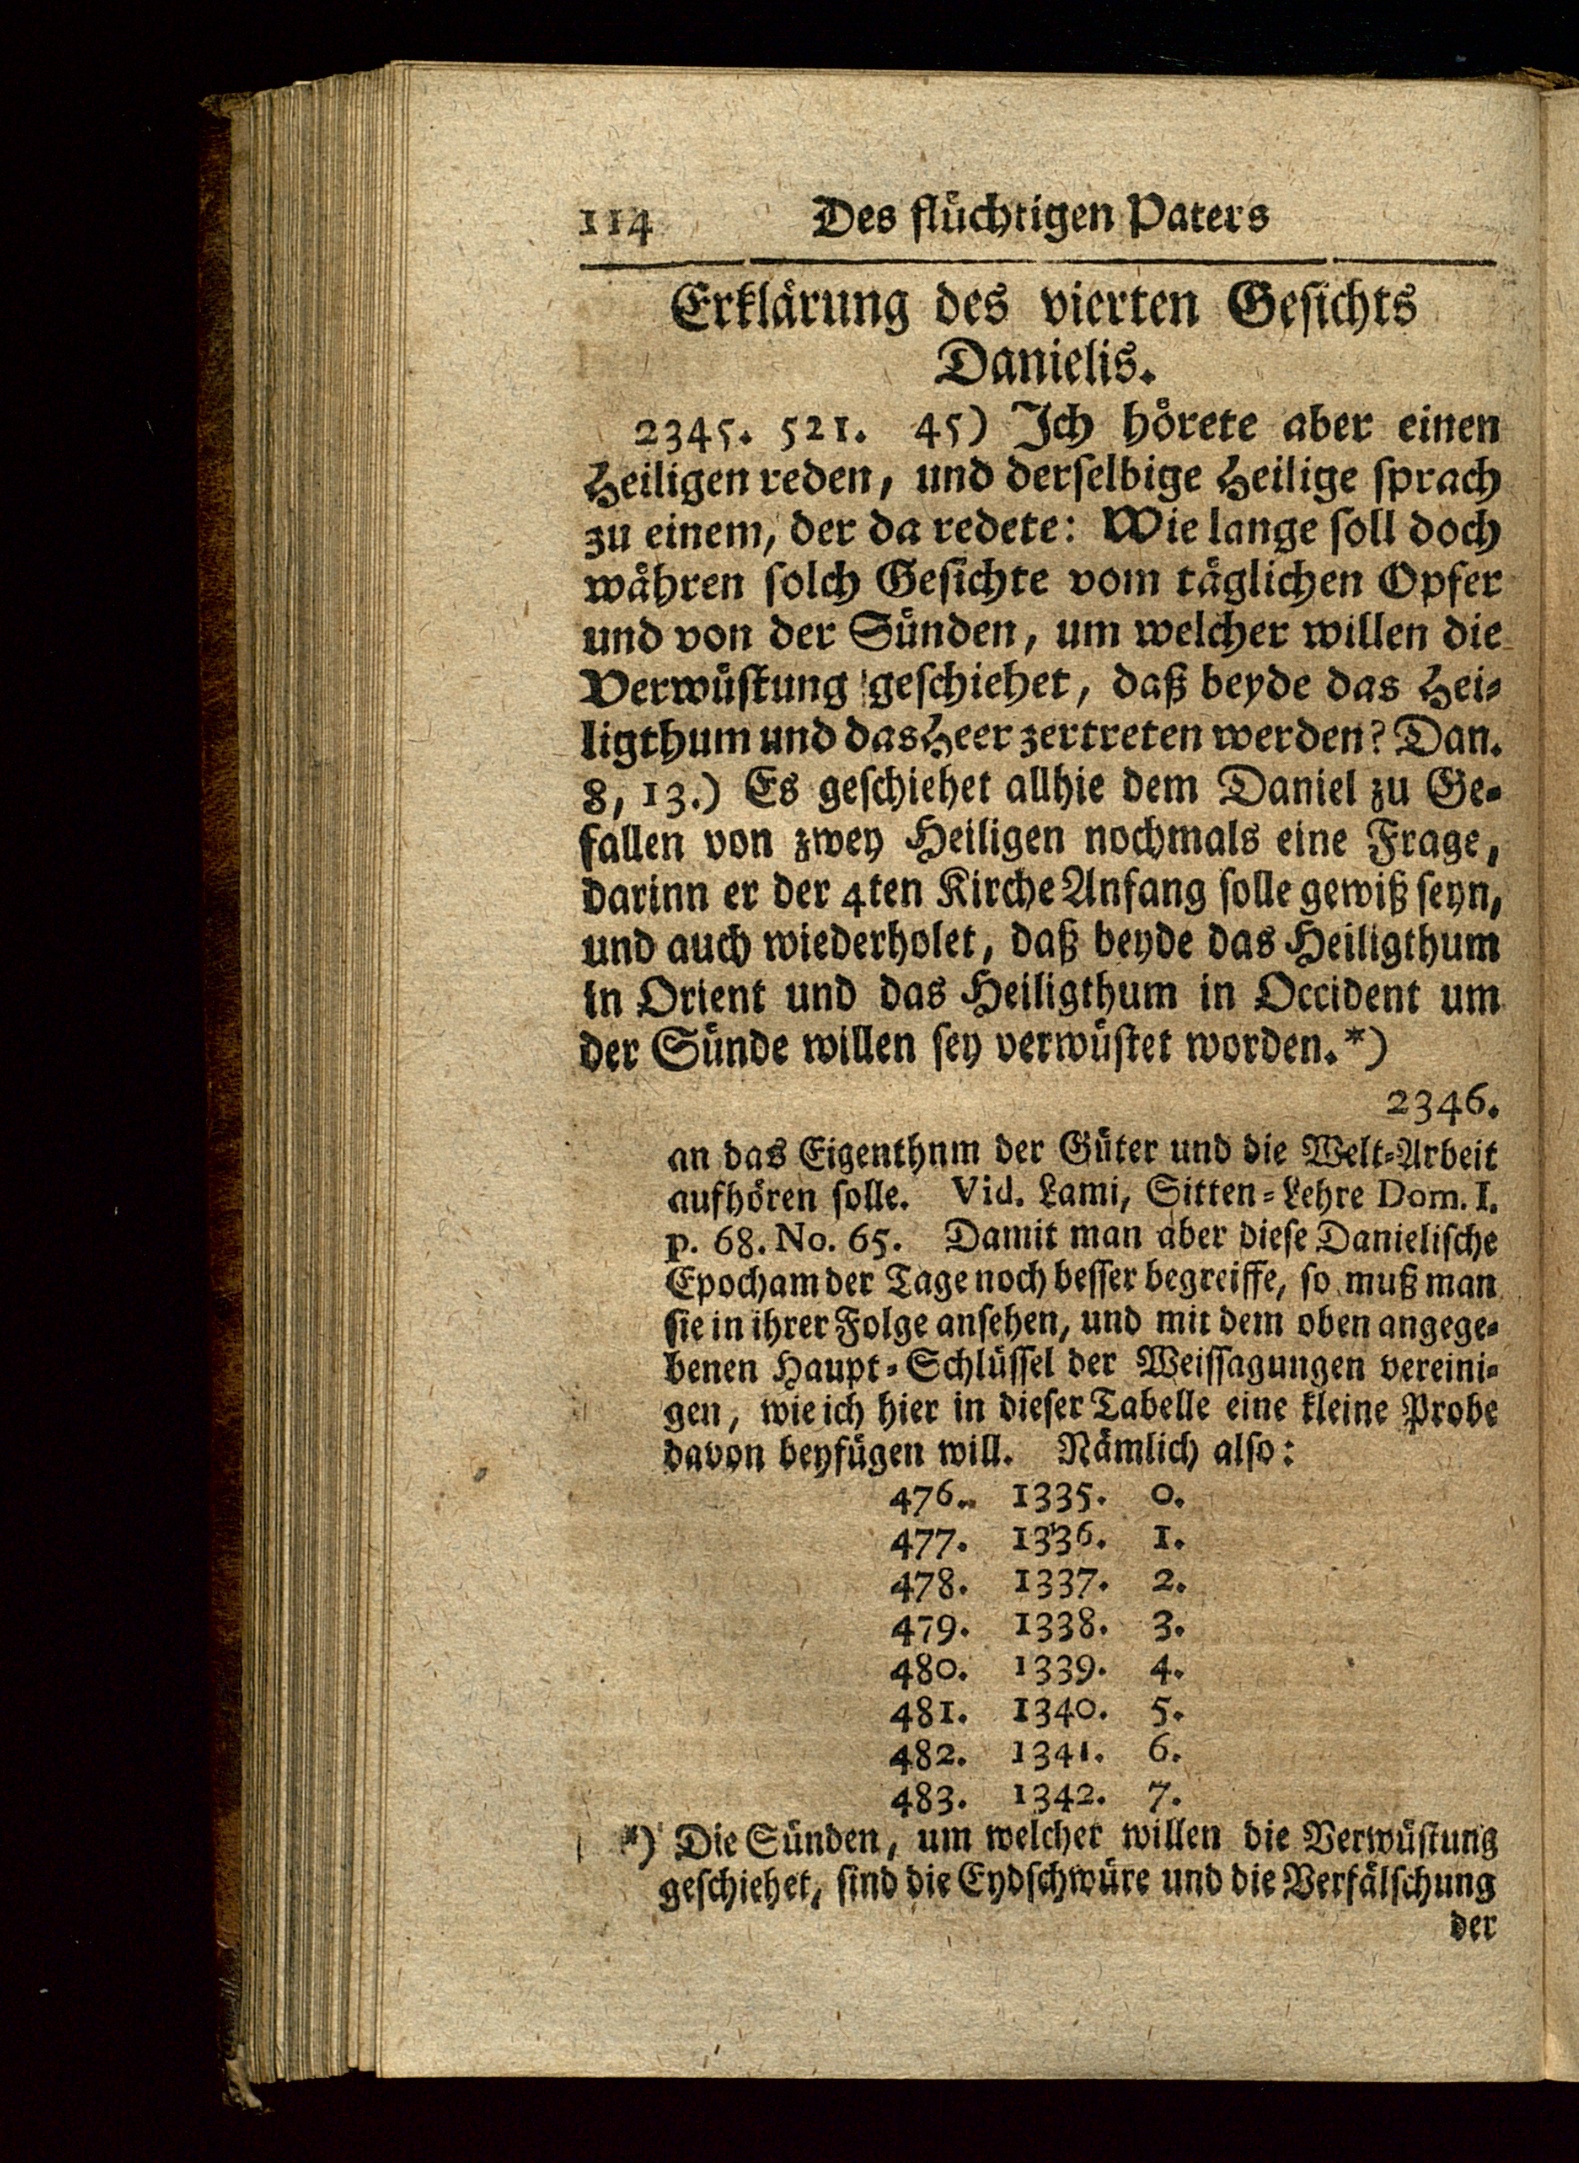 114 Des flüchtigen Paters
Erklärung des vierten Gesichts
Danielis.
2345. 521. 45) Ich hörete aber einen
Heiligen reden, und derselbige Heilige sprach
zu einem, der da redete: Wie lange soll doch
währen solch Gesichte vom täglichen Opfer
und von der Sünden, um welcher willen die
Verwüstung geschiehet, daß beyde das Hei-
ligthum und das Heer zertreten werden? Dan.
8, 13.) Es geschiehet allhie dem Daniel zu Ge-
fallen von zwey Heiligen nochmals eine Frage,
darinn er der 4ten Kirche Anfang solle gewiß seyn,
und auch wiederholet, daß beyde das Heiligthum
in Orient und das Heiligthum in Occident um
der Sünde willen sey verwüstet worden.*)
2346.
an das Eigenthnm der Güter und die Welt-Arbeit
aufhören solle. Vid. Lami, Sitten-Lehre Dom. I.
p. 68. No. 65. Damit man aber diese Danielische
Epocham der Tage noch besser begreiffe, so muß man
sie in ihrer Folge ansehen, und mit dem oben angege-
benen Haupt-Schlüssel der Weissagungen vereini-
gen, wie ich hier in dieser Tabelle eine kleine Probe
davon beyfügen will. Nämlich also:
476. 1335. 0.
477. 1336. 1.
478. 1337. 2.
479. 1338. 3.
480. 1339. 4.
481. 1340. 5.
482. 1341. 6.
483. 1342. 7.
*) Die Sünden, um welcher willen die Verwüstung
geschiehet, sind die Eydschwüre und die Verfälschung
der